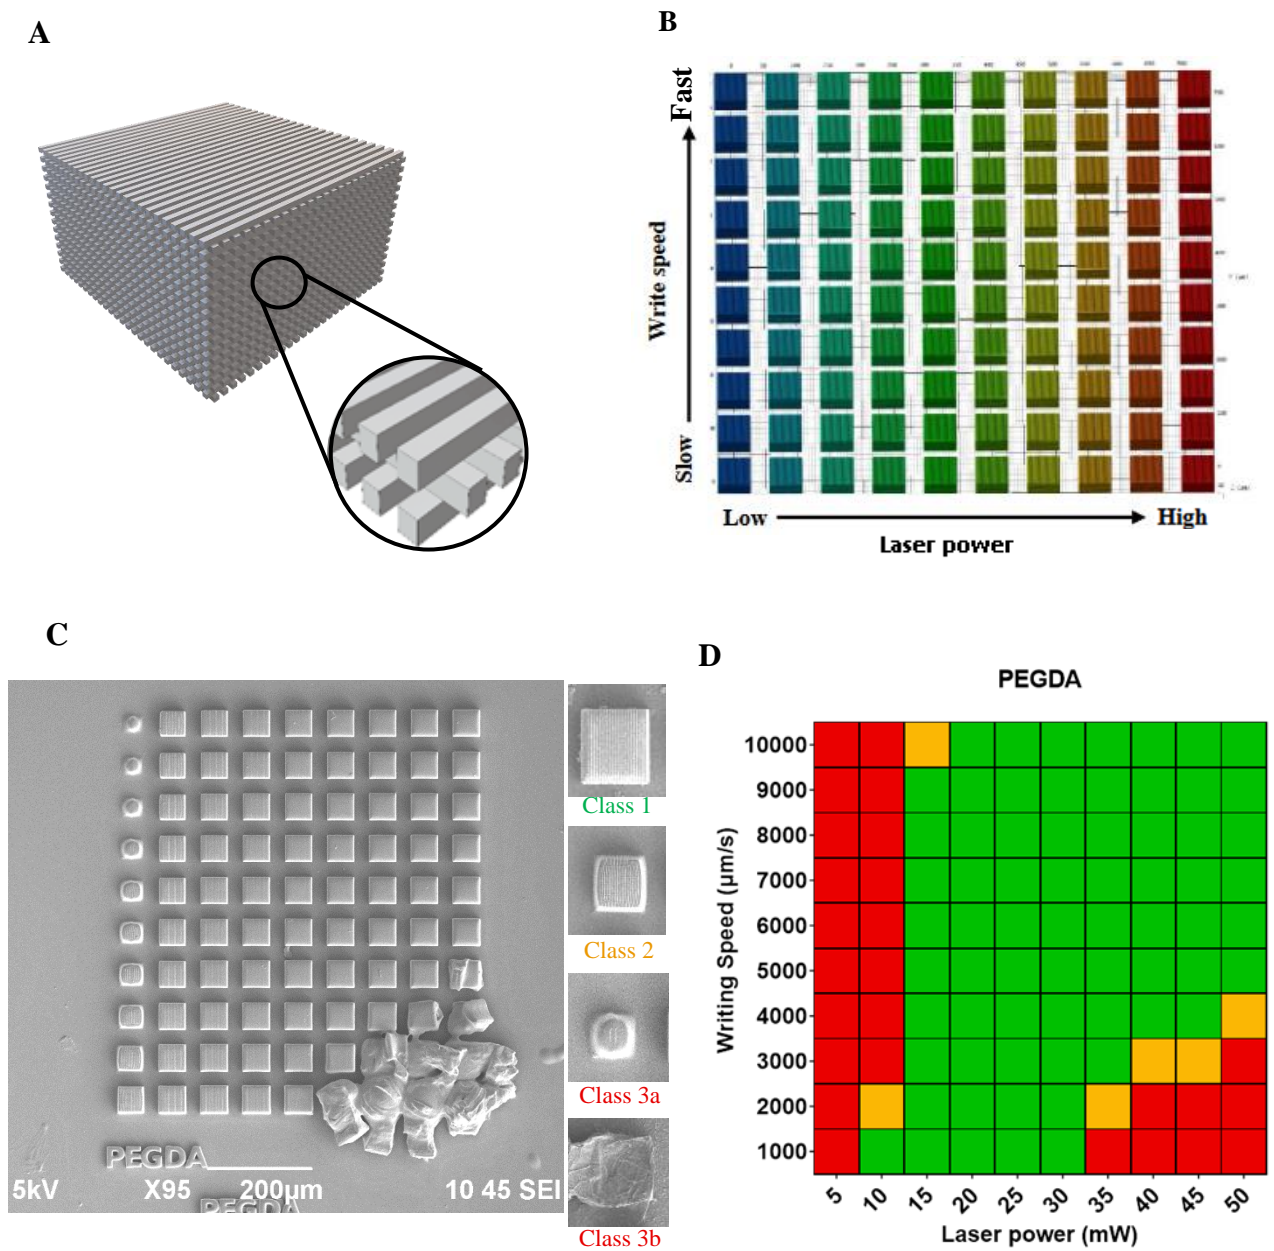 A
B
Fast
Write speed
Slow
Low
High
Laser power
C
Class 1
Class 2
Class 3a
Class 3b
PEGDA
5kV X95 200µm 10 45 SEI
PEGDA
D
PEGDA
Writing Speed (µm/s)
10000
9000
8000
7000
6000
5000
4000
3000
2000
1000
5 10 15 20 25 30 35 40 45 50
Laser power (mW)